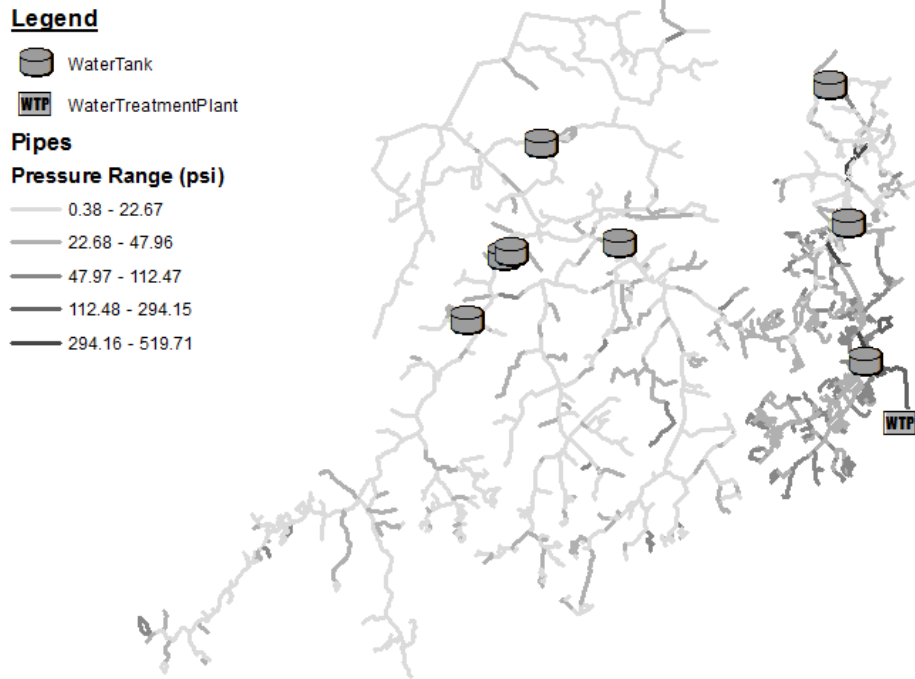 Legend
WaterTank
WTP WaterTreatmentPlant
Pipes
Pressure Range (psi)
0.38 - 22.67
22.68 - 47.96
47.97 - 112.47
112.48 - 294.15
294.16 - 519.71
WTP